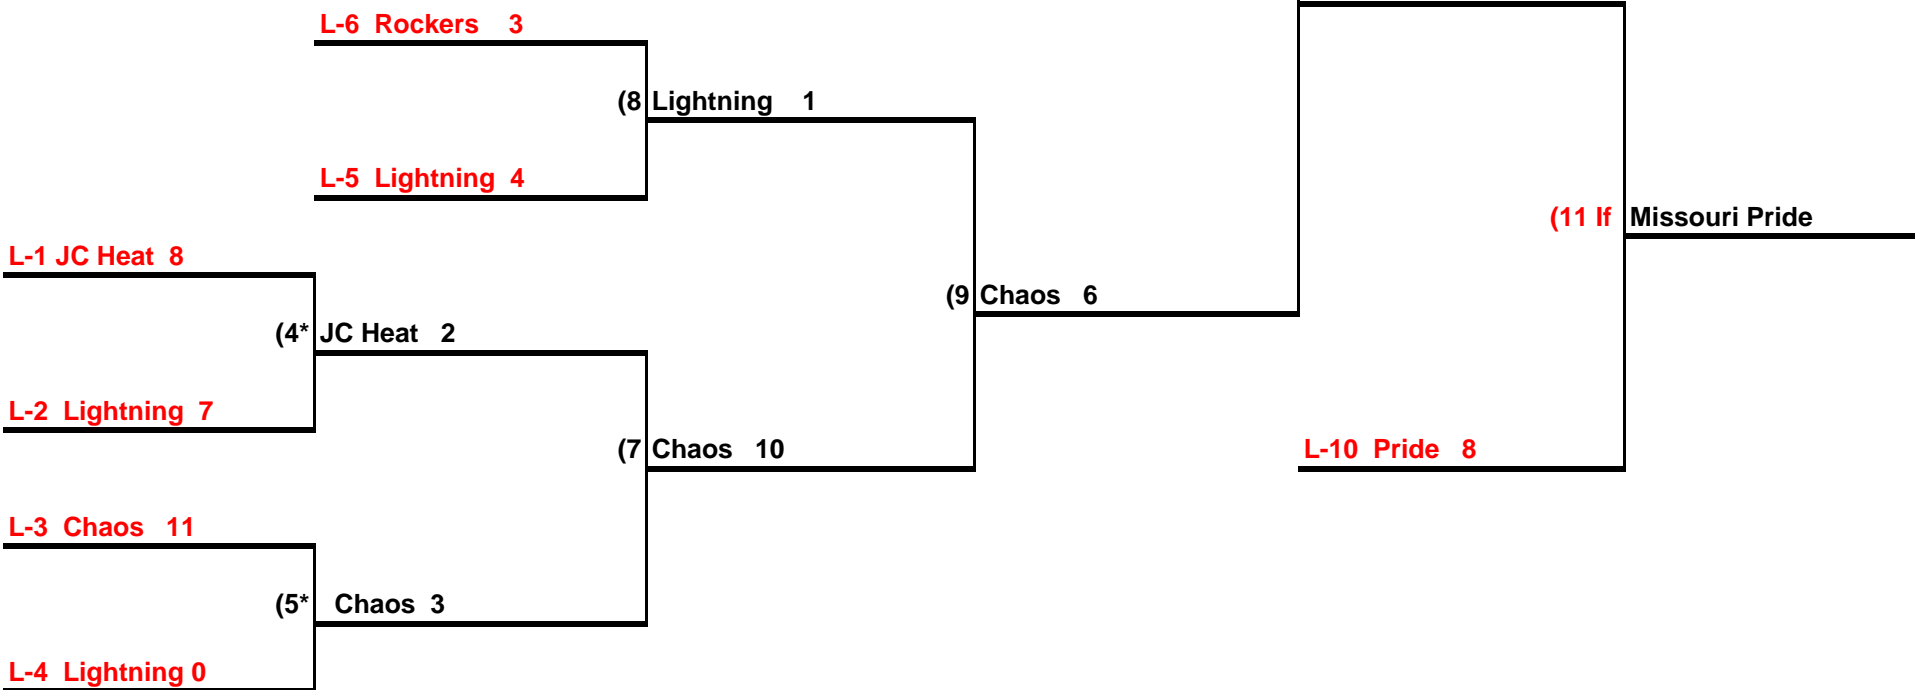 L-6 Rockers 3
(8 Lightning 1
L-5 Lightning 4
(11 If Missouri Pride
L-1 JC Heat 8
(9 Chaos 6
(4* JC Heat 2
L-2 Lightning 7
(7 Chaos 10
L-10 Pride 8
L-3 Chaos 11
(5* Chaos 3
L-4 Lightning 0